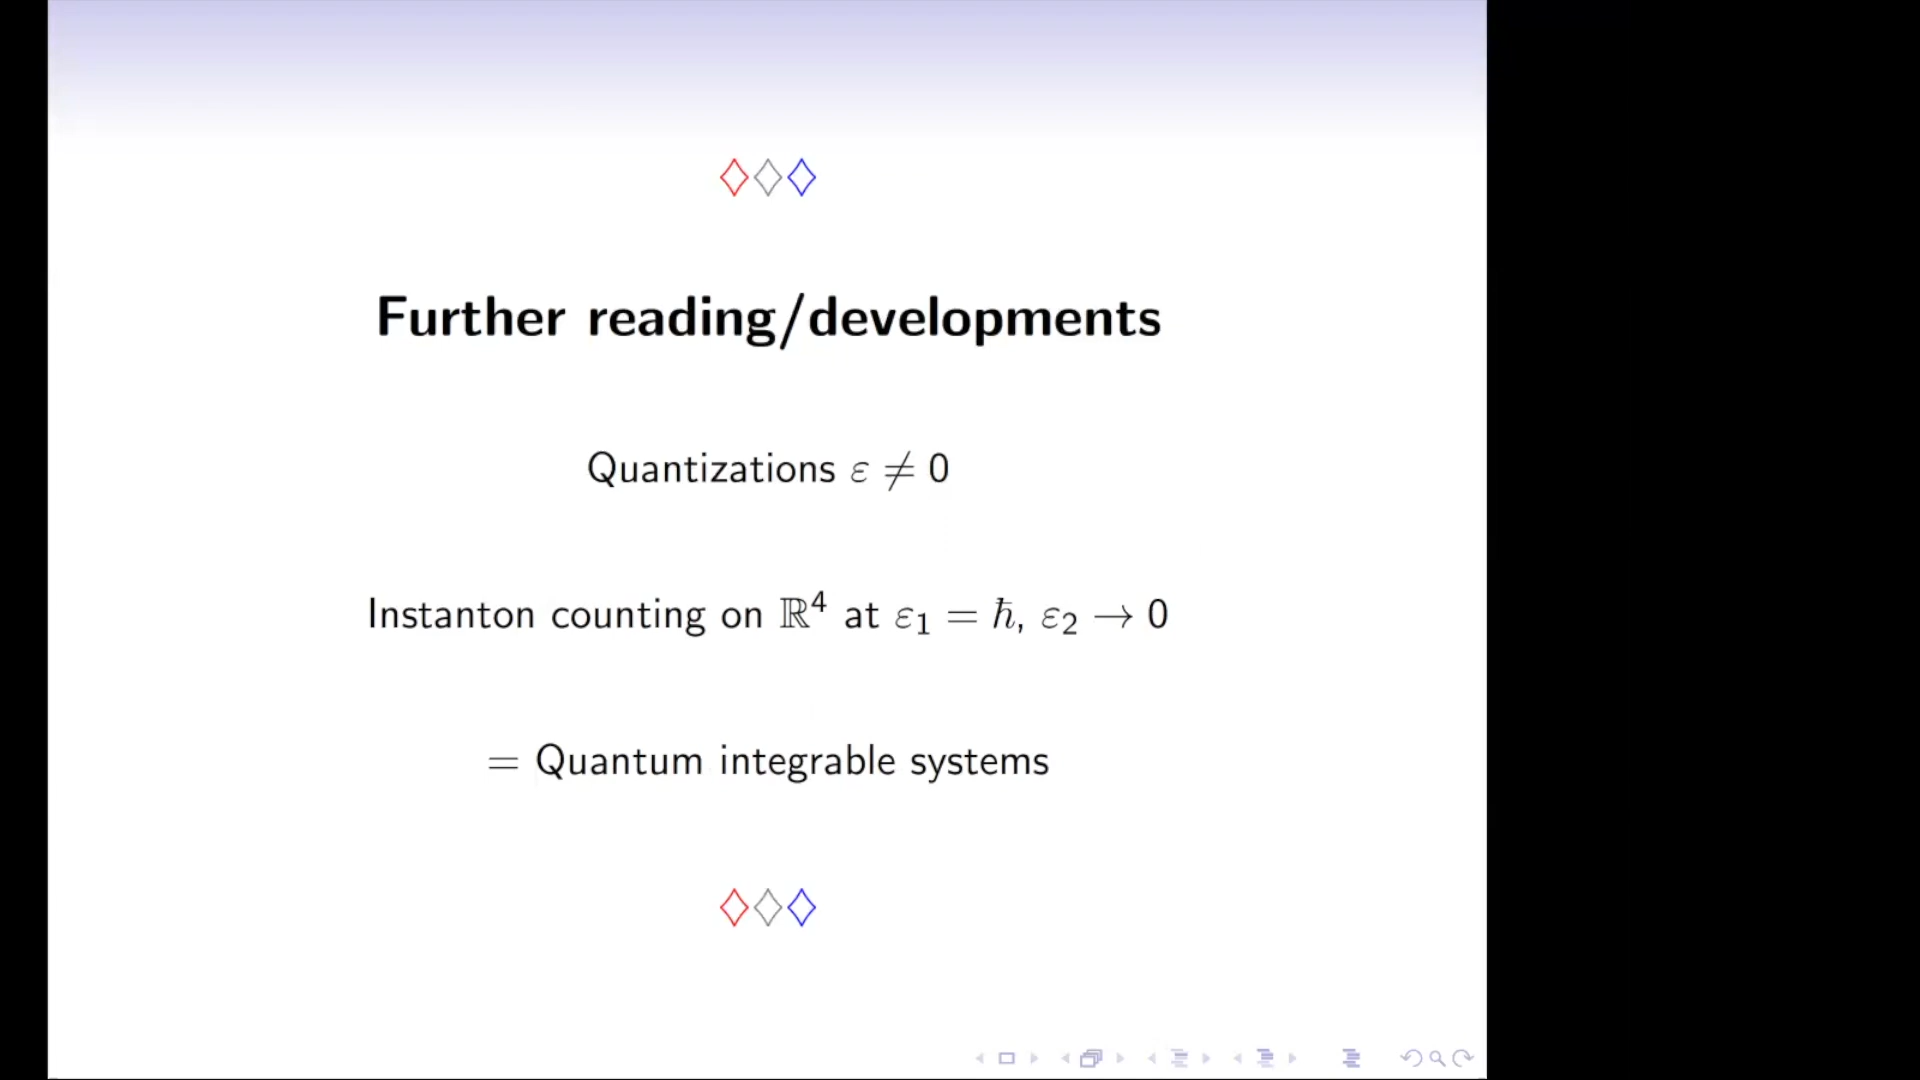 ♢♢♢
Further reading/developments
Quantizations ε ≠ 0
Instanton counting on ℝ⁴ at ε₁ = ℏ, ε₂ → 0
= Quantum integrable systems
♢♢♢